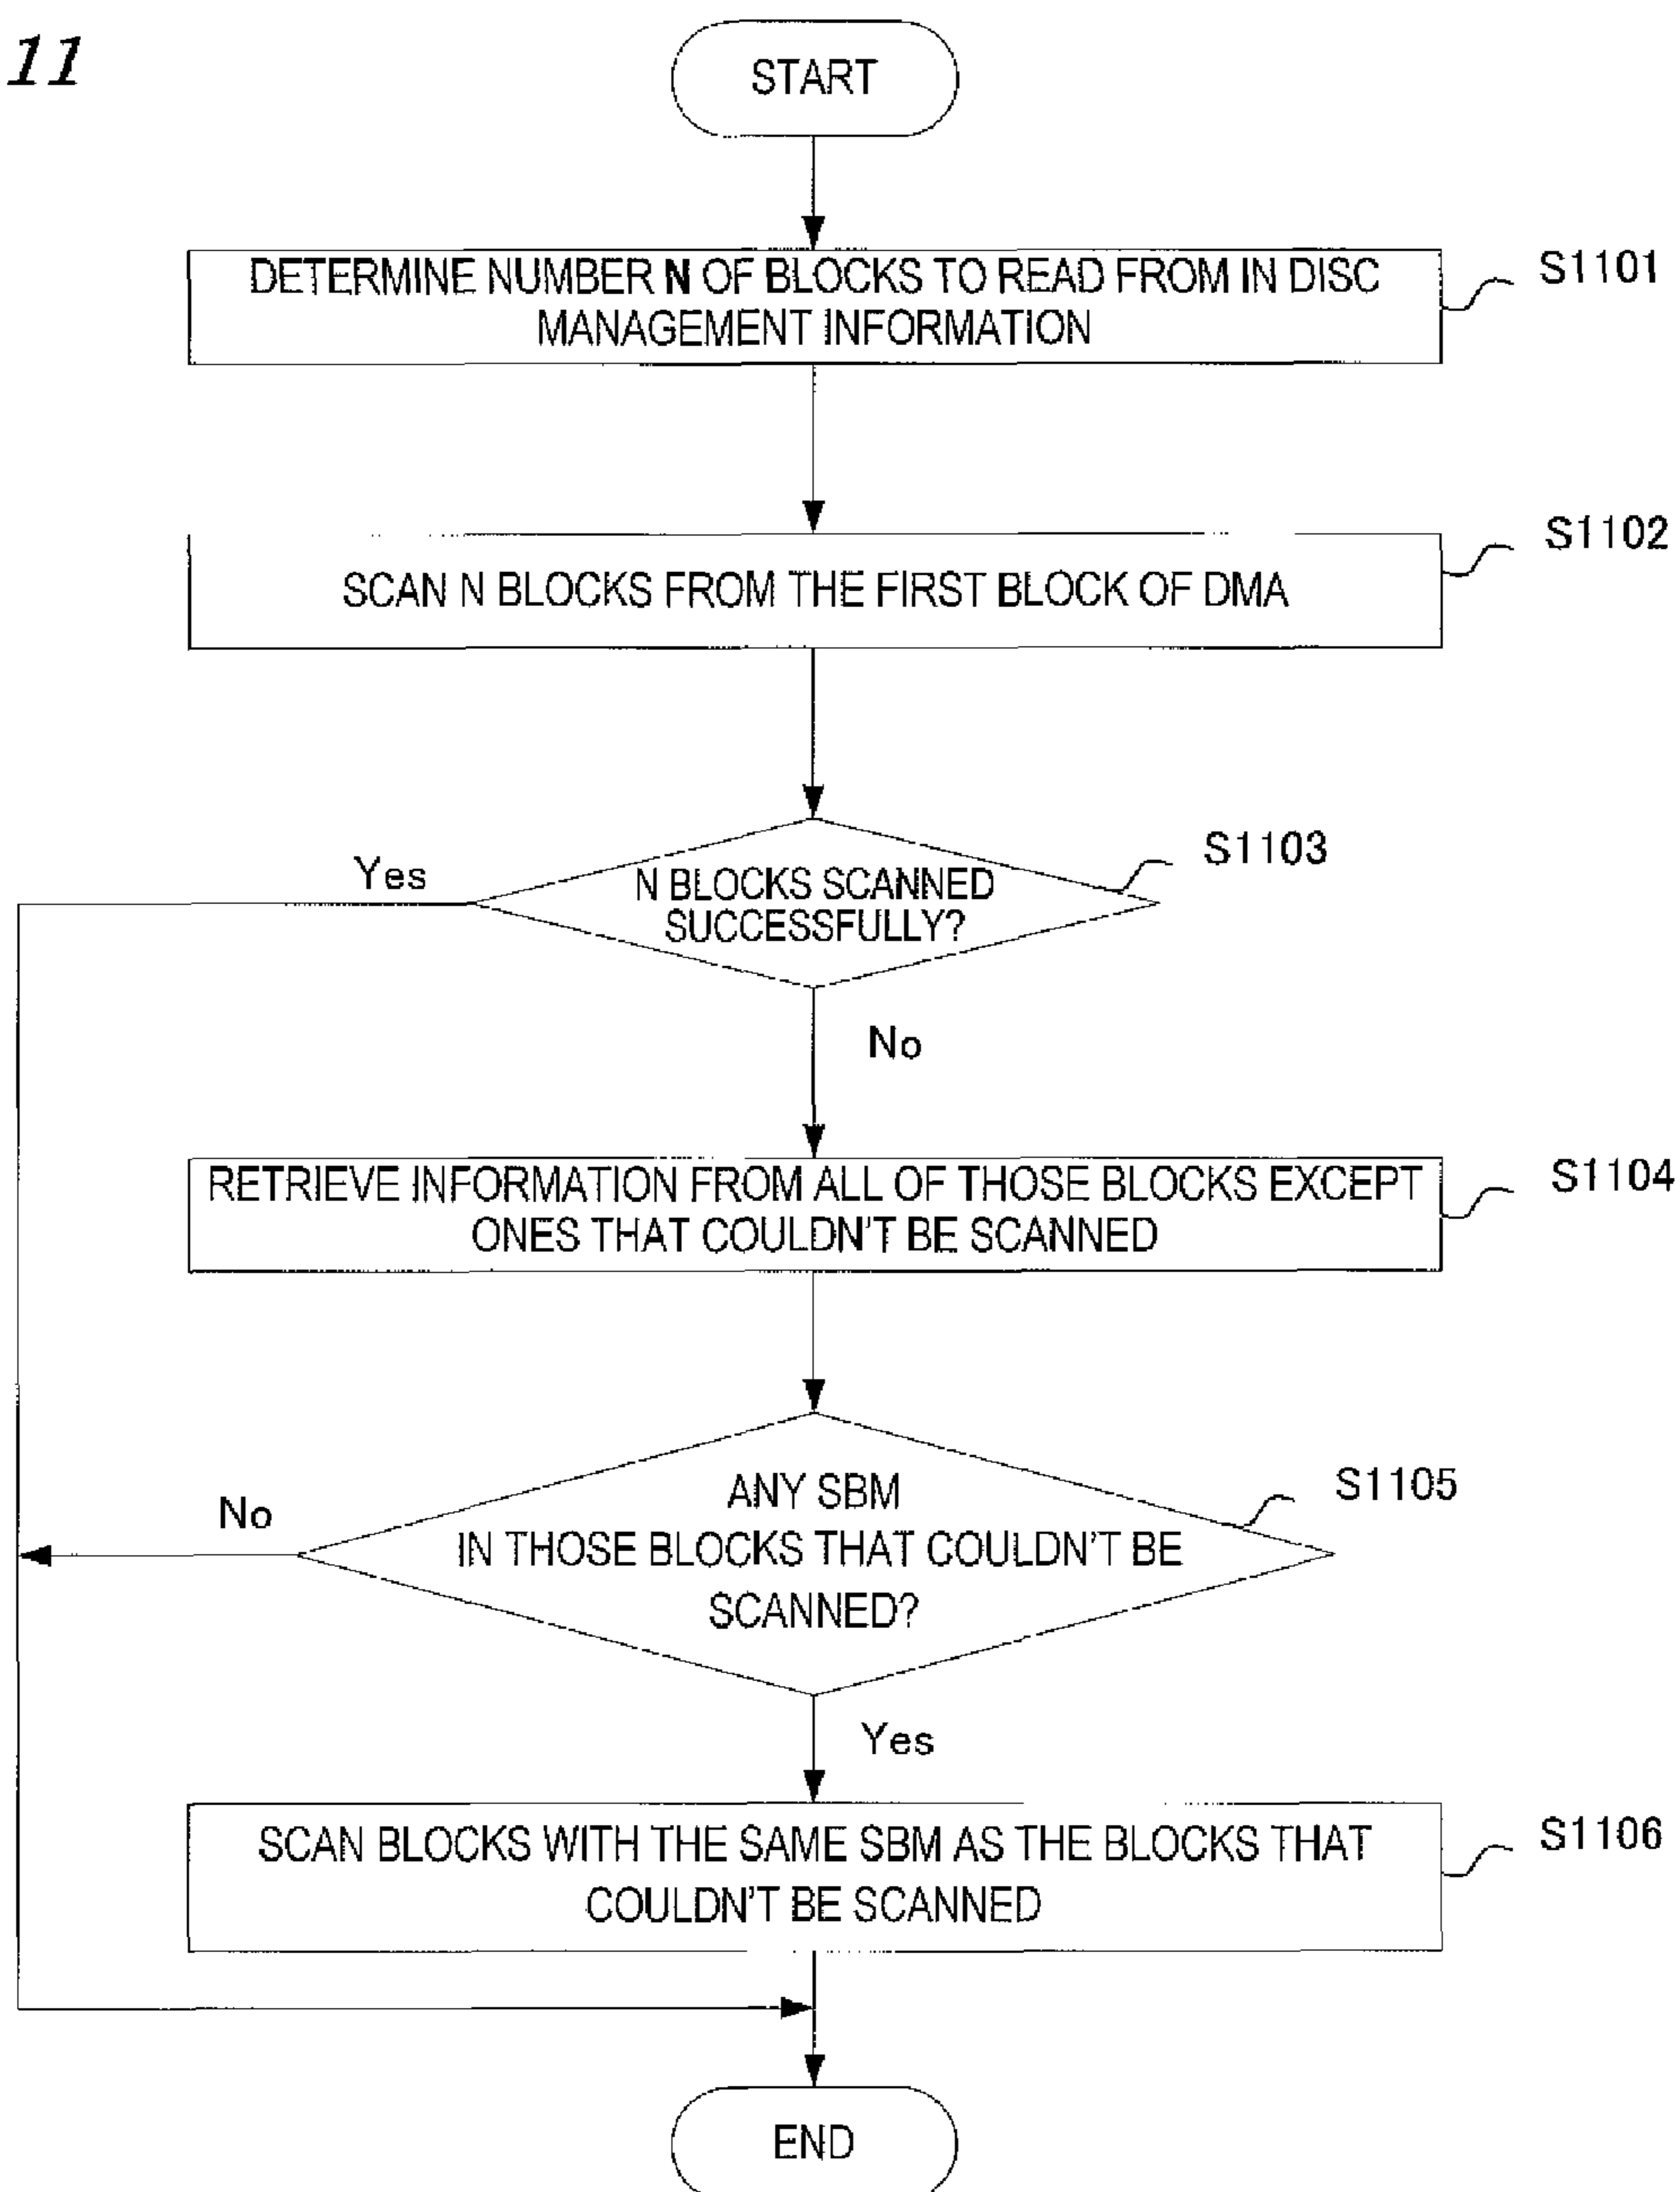 11
START
DETERMINE NUMBER N OF BLOCKS TO READ FROM IN DISC
MANAGEMENT INFORMATION
S1101
SCAN N BLOCKS FROM THE FIRST BLOCK OF DMA
S1102
N BLOCKS SCANNED
SUCCESSFULLY?
S1103
Yes
No
RETRIEVE INFORMATION FROM ALL OF THOSE BLOCKS EXCEPT
ONES THAT COULDN'T BE SCANNED
S1104
ANY SBM
IN THOSE BLOCKS THAT COULDN'T BE
SCANNED?
S1105
No
Yes
SCAN BLOCKS WITH THE SAME SBM AS THE BLOCKS THAT
COULDN'T BE SCANNED
S1106
END